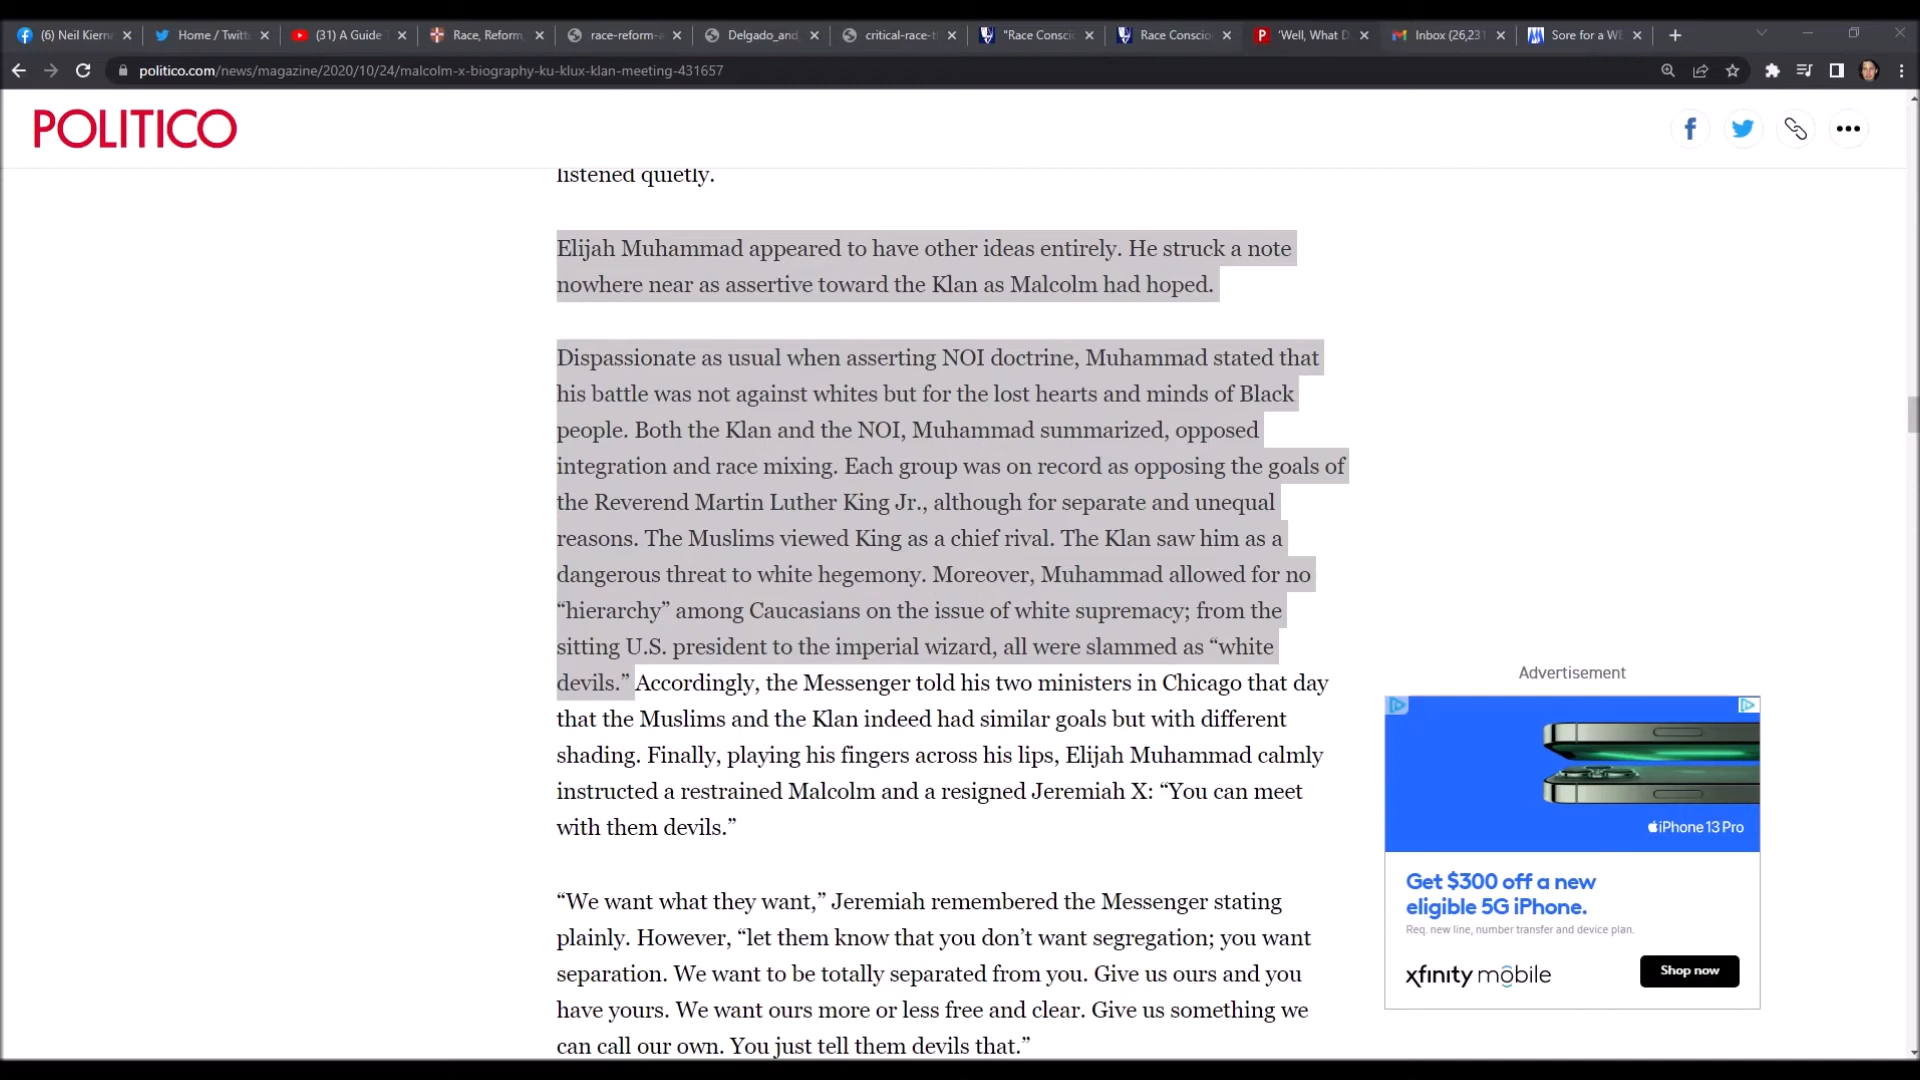 (6) Neil Kierna
Home / Twitt
(31) A Guide
Race, Reform,
race-reform-
Delgado_and
critical-race-
"Race Consci
Race Conscio
'Well, What D
Inbox (26,231
Sore for a W
politico.com/news/magazine/2020/10/24/malcolm-x-biography-ku-klux-klan-meeting-431657
POLITICO
listened quietly.
Elijah Muhammad appeared to have other ideas entirely. He struck a note
nowhere near as assertive toward the Klan as Malcolm had hoped.
Dispassionate as usual when asserting NOI doctrine, Muhammad stated that
his battle was not against whites but for the lost hearts and minds of Black
people. Both the Klan and the NOI, Muhammad summarized, opposed
integration and race mixing. Each group was on record as opposing the goals of
the Reverend Martin Luther King Jr., although for separate and unequal
reasons. The Muslims viewed King as a chief rival. The Klan saw him as a
dangerous threat to white hegemony. Moreover, Muhammad allowed for no
“hierarchy” among Caucasians on the issue of white supremacy; from the
sitting U.S. president to the imperial wizard, all were slammed as “white
devils.” Accordingly, the Messenger told his two ministers in Chicago that day
that the Muslims and the Klan indeed had similar goals but with different
shading. Finally, playing his fingers across his lips, Elijah Muhammad calmly
instructed a restrained Malcolm and a resigned Jeremiah X: “You can meet
with them devils.”
“We want what they want,” Jeremiah remembered the Messenger stating
plainly. However, “let them know that you don’t want segregation; you want
separation. We want to be totally separated from you. Give us ours and you
have yours. We want ours more or less free and clear. Give us something we
can call our own. You just tell them devils that.”
Advertisement
iPhone 13 Pro
Get $300 off a new
eligible 5G iPhone.
Req. new line, number transfer and device plan.
xfinity mobile
Shop now